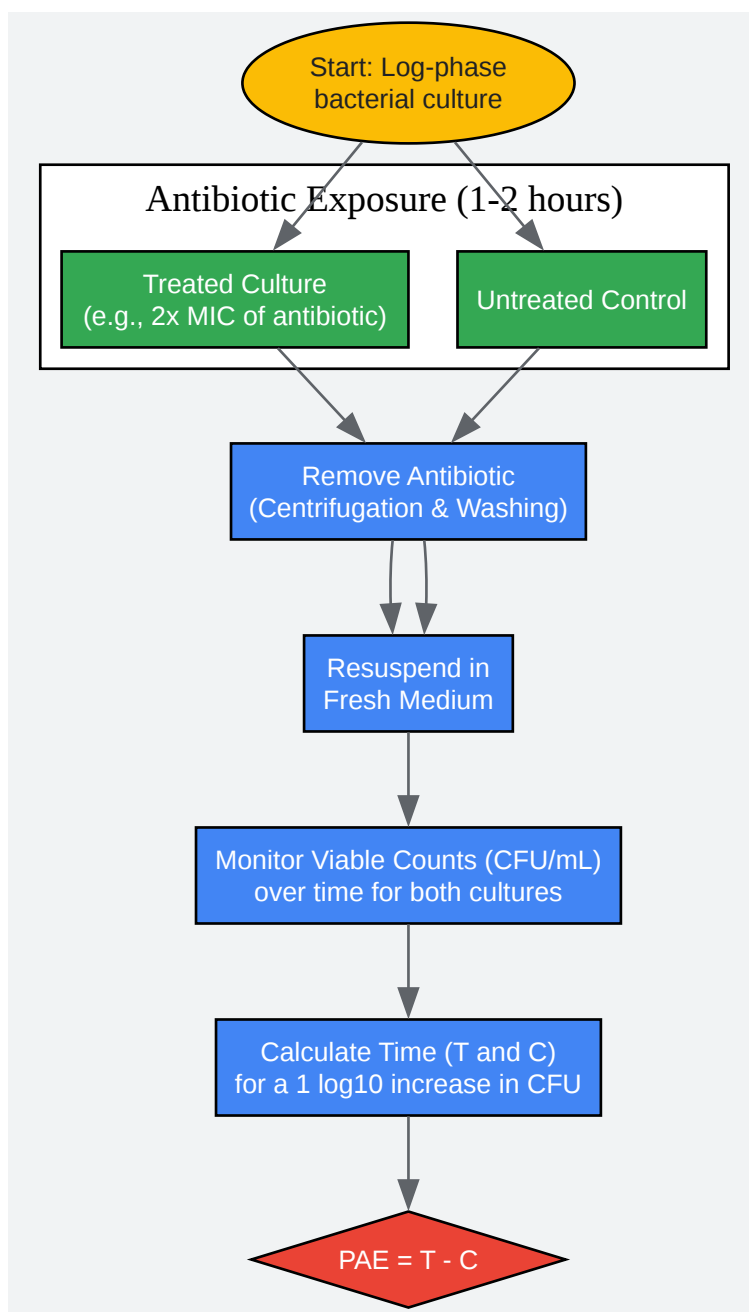 Start: Log-phase
bacterial culture
Antibiotic Exposure (1-2 hours)
Treated Culture
(e.g., 2x MIC of antibiotic)
Untreated Control
Remove Antibiotic
(Centrifugation & Washing)
Resuspend in
Fresh Medium
Monitor Viable Counts (CFU/mL)
over time for both cultures
Calculate Time (T and C)
for a 1 log10 increase in CFU
PAE = T - C